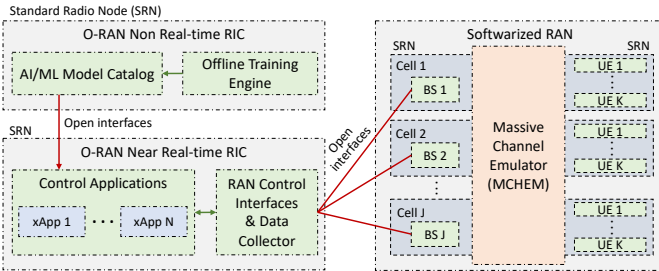 Standard Radio Node (SRN)
O-RAN Non Real-time RIC
AI/ML Model Catalog
Offline Training
Engine
Open interfaces
SRN
O-RAN Near Real-time RIC
Control Applications
xApp 1
xApp N
RAN Control
Interfaces
& Data
Collector
Open
interfaces
Softwarized RAN
SRN
SRN
Cell 1
BS 1
Cell 2
BS 2
Cell J
BS J
Massive
Channel
Emulator
(MCHEM)
UE 1
UE K
UE 1
UE K
UE 1
UE K